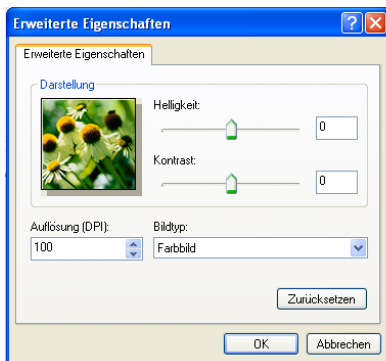 Erweiterte Eigenschaften
Erweiterte Eigenschaften
Darstellung
Helligkeit:
0
Kontrast:
0
Auflösung (DPI):
Bildtyp:
100
Farbbild
Zurücksetzen
OK
Abbrechen